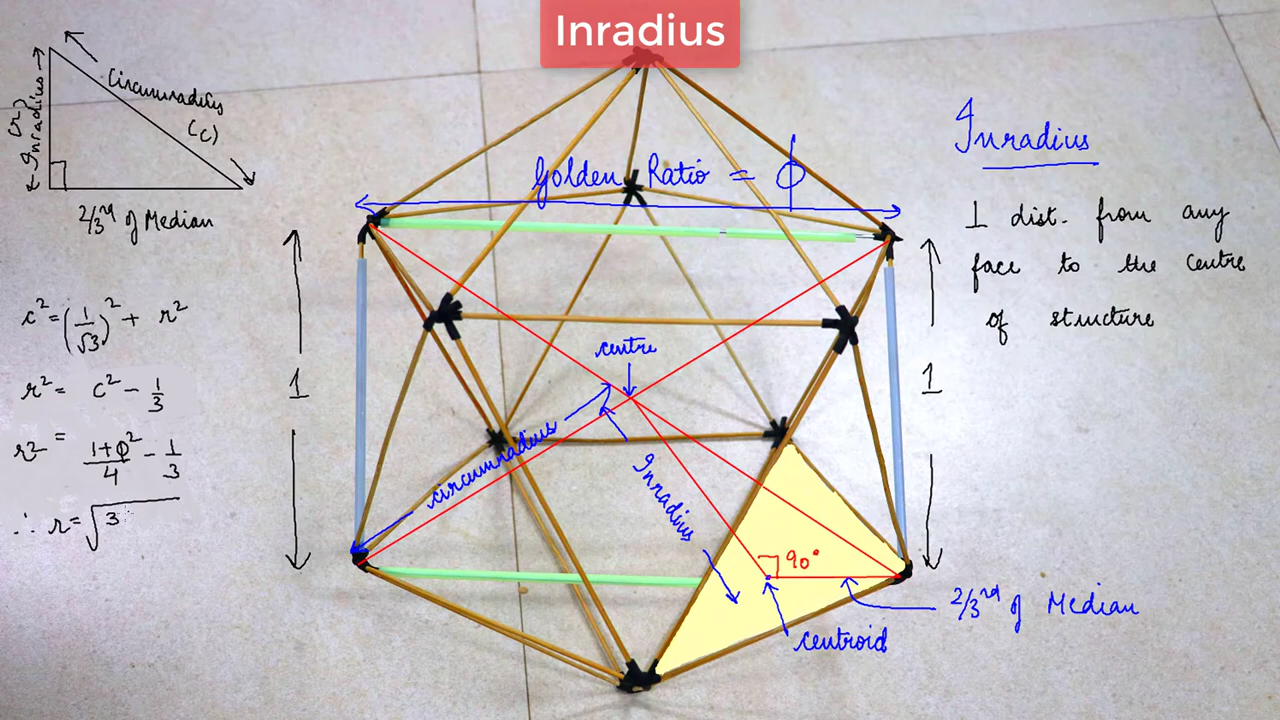 Inradius
Circumradius
(c)
Inradius
(r)
2/3rd of Median
c² = (1/√3)² + r²
r² = c² - 1/3
r² = 1+ϕ²/4 - 1/3
∴ r = √3
Golden Ratio = ϕ
1
centre
circumradius
Inradius
90°
centroid
1
2/3rd of Median
Inradius
⊥ dist. from any
face to the centre
of structure